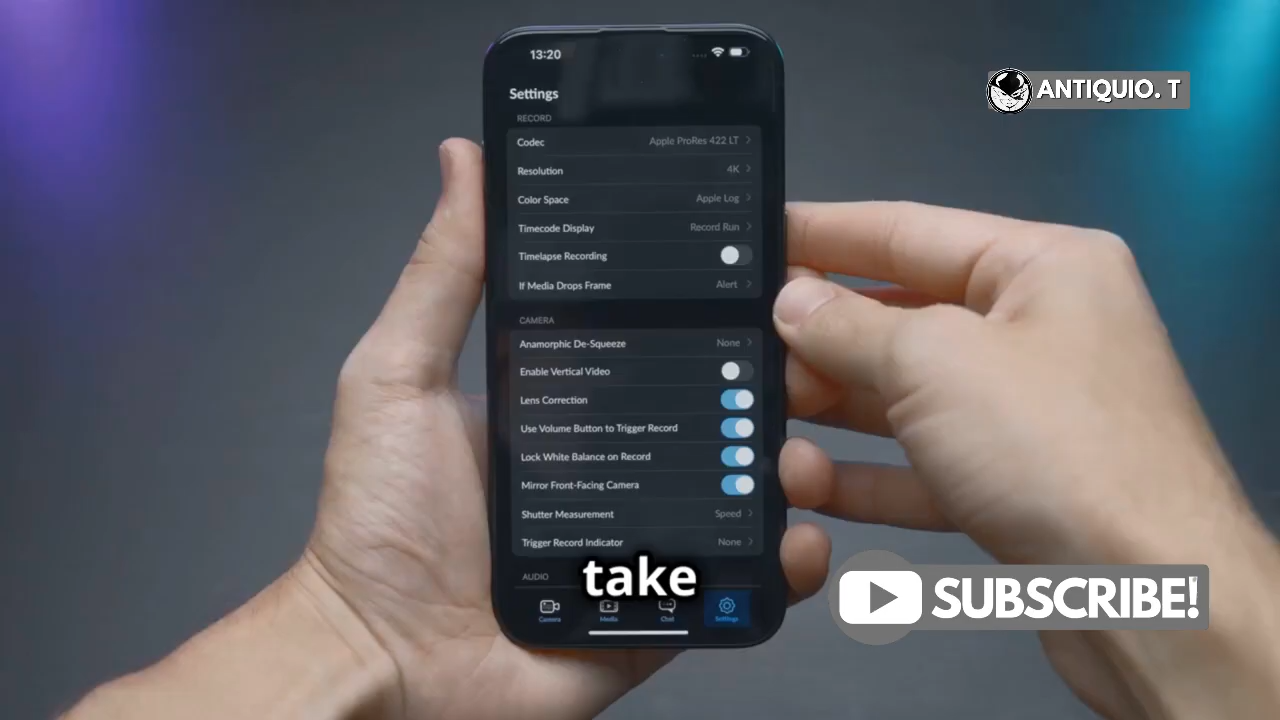 13:20
ANTIQUIO. T
Settings
RECORD
Codec Apple ProRes 422 LT
Resolution 4K
Color Space Apple Log
Timecode Display Record Run
Timelapse Recording
If Media Drops Frame Alert
CAMERA
Anamorphic De-Squeeze None
Enable Vertical Video
Lens Correction
Use Volume Button to Trigger Record
Lock White Balance on Record
Mirror Front-Facing Camera
Shutter Measurement Speed
Trigger Record Indicator None
AUDIO
take
SUBSCRIBE!
Camera Media Chat Settings